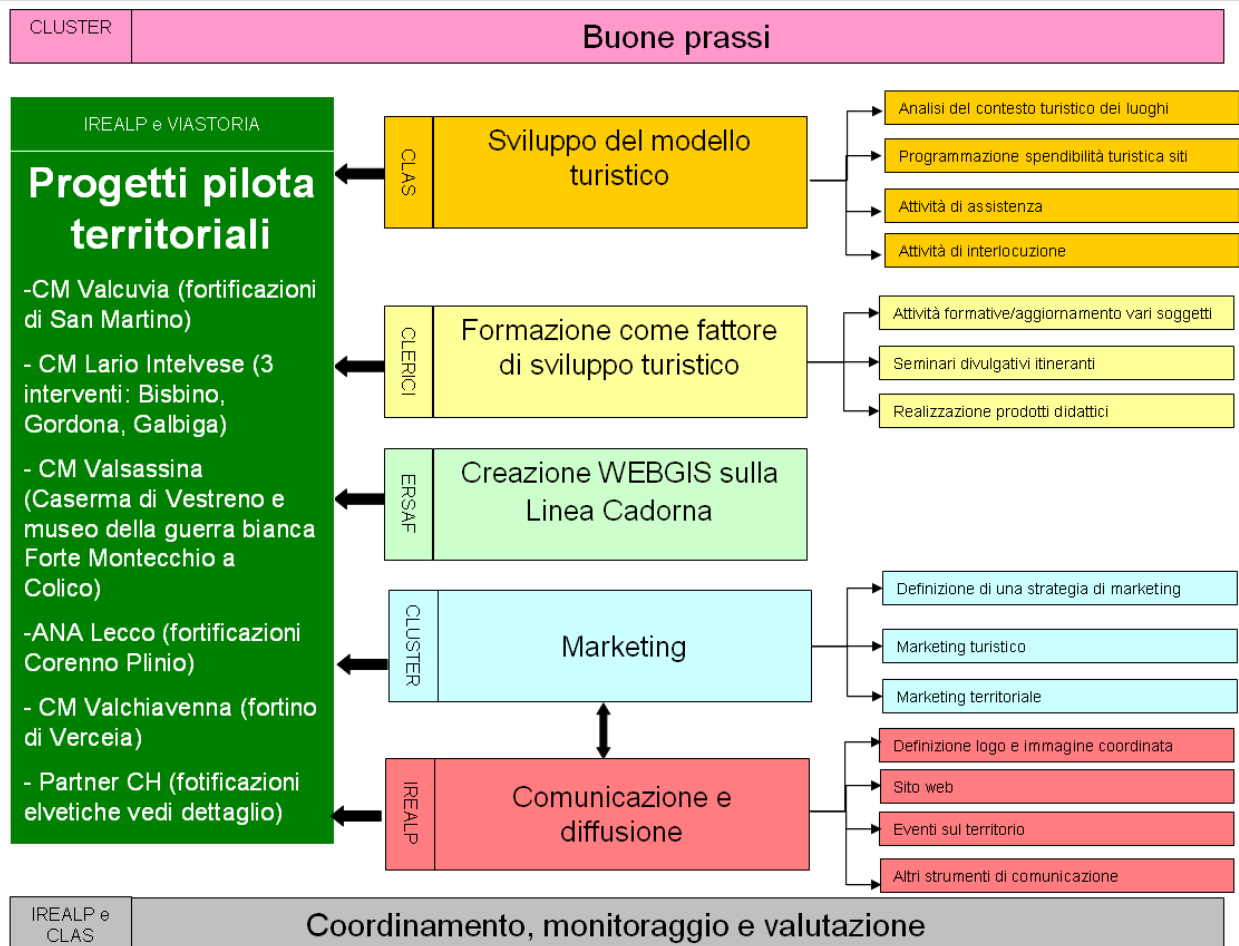 CLUSTER
Buone prassi
IREALP e VIASTORIA
Progetti pilota
territoriali
-CM Valcuvia (fortificazioni
di San Martino)
- CM Lario Intelvese (3
interventi: Bisbino,
Gordona, Galbiga)
- CM Valsassina
(Caserma di Vestreno e
museo della guerra bianca
Forte Montecchio a
Colico)
-ANA Lecco (fortificazioni
Corenno Plinio)
- CM Valchiavenna (fortino
di Verceia)
- Partner CH (fotificazioni
elvetiche vedi dettaglio)
CLAS
Sviluppo del modello
turistico
Analisi del contesto turistico dei luoghi
Programmazione spendibilità turistica siti
Attività di assistenza
Attività di interlocuzione
CLERICI
Formazione come fattore
di sviluppo turistico
Attività formative/aggiornamento vari soggetti
Seminari divulgativi itineranti
Realizzazione prodotti didattici
ERSAF
Creazione WEBGIS sulla
Linea Cadorna
CLUSTER
Marketing
Definizione di una strategia di marketing
Marketing turistico
Marketing territoriale
IREALP
Comunicazione e
diffusione
Definizione logo e immagine coordinata
Sito web
Eventi sul territorio
Altri strumenti di comunicazione
IREALP e
CLAS
Coordinamento, monitoraggio e valutazione